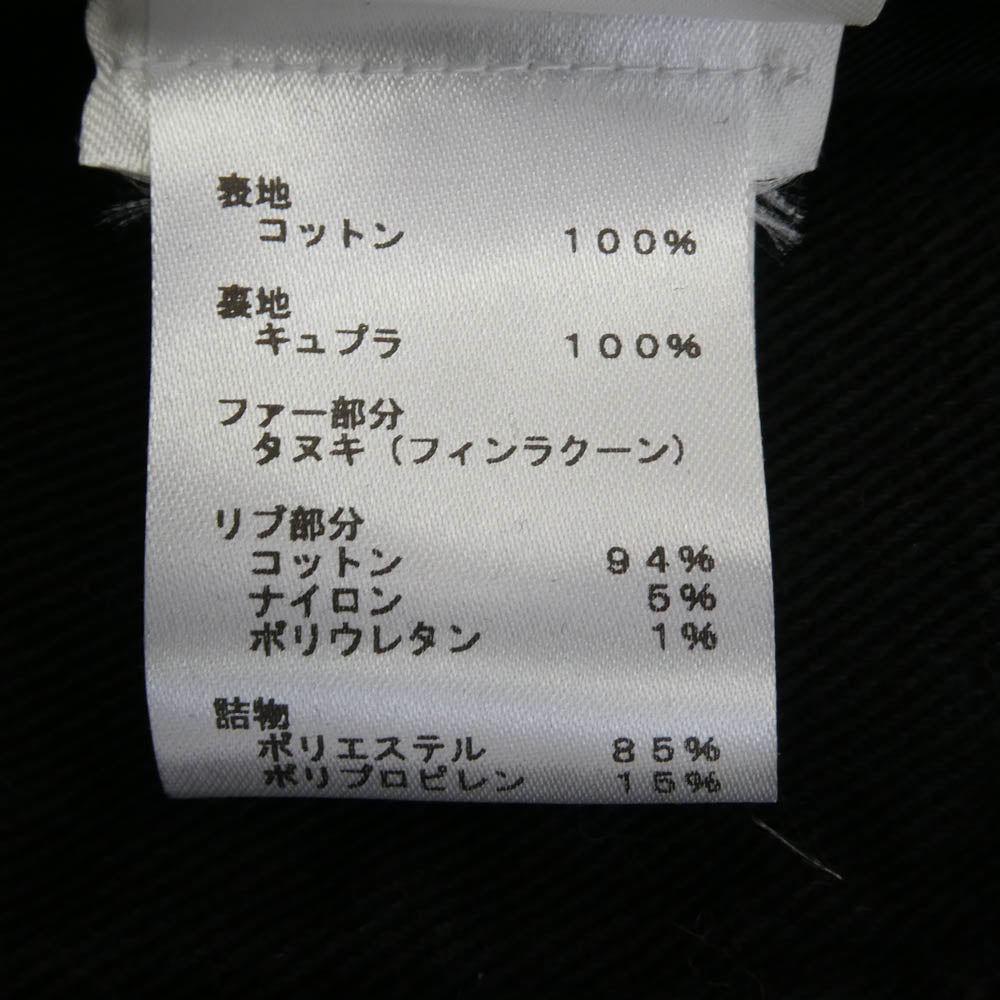 表地
コットン 100%
裏地
キュプラ 100%
ファー部分
タヌキ（フィンラクーン）
リブ部分
コットン 94%
ナイロン 5%
ポリウレタン 1%
詰物
ポリエステル 85%
ポリプロピレン 15%